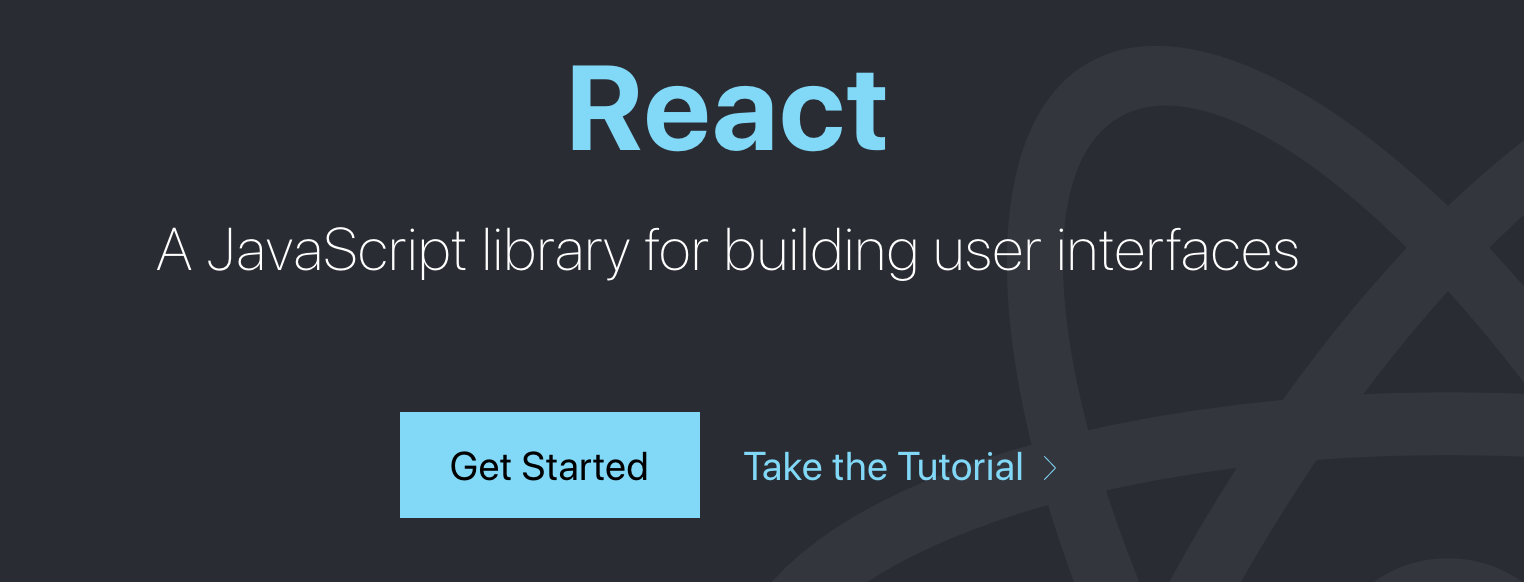 React
A JavaScript library for building user interfaces
Get Started
Take the Tutorial